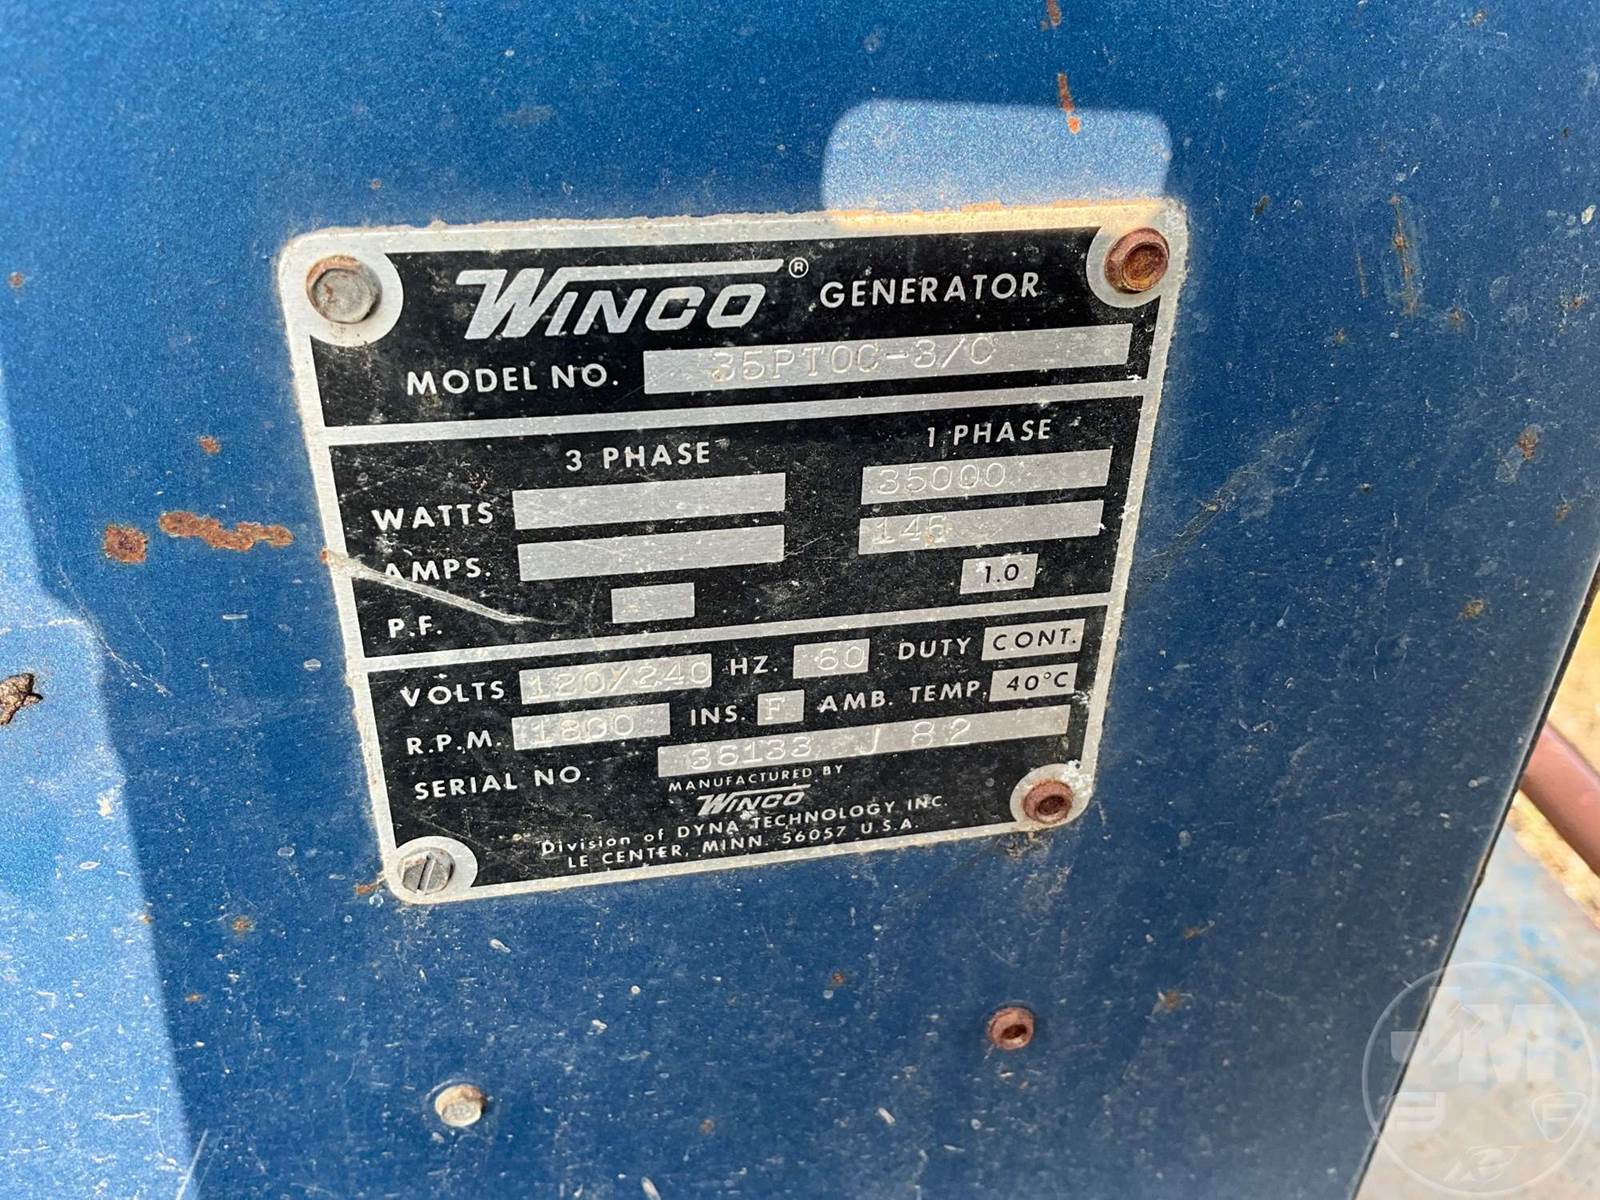 WINCO® GENERATOR
MODEL NO. 35PTOC-3/C
3 PHASE 1 PHASE
WATTS 35000
AMPS. 146
P.F. 1.0
VOLTS 120/240 HZ. 60 DUTY CONT.
R.P.M. 1800 INS. F AMB. TEMP. 40°C
SERIAL NO. 36133 J 82
MANUFACTURED BY
WINCO
Division of DYNA TECHNOLOGY INC.
LE CENTER, MINN. 56057 U.S.A.
JM